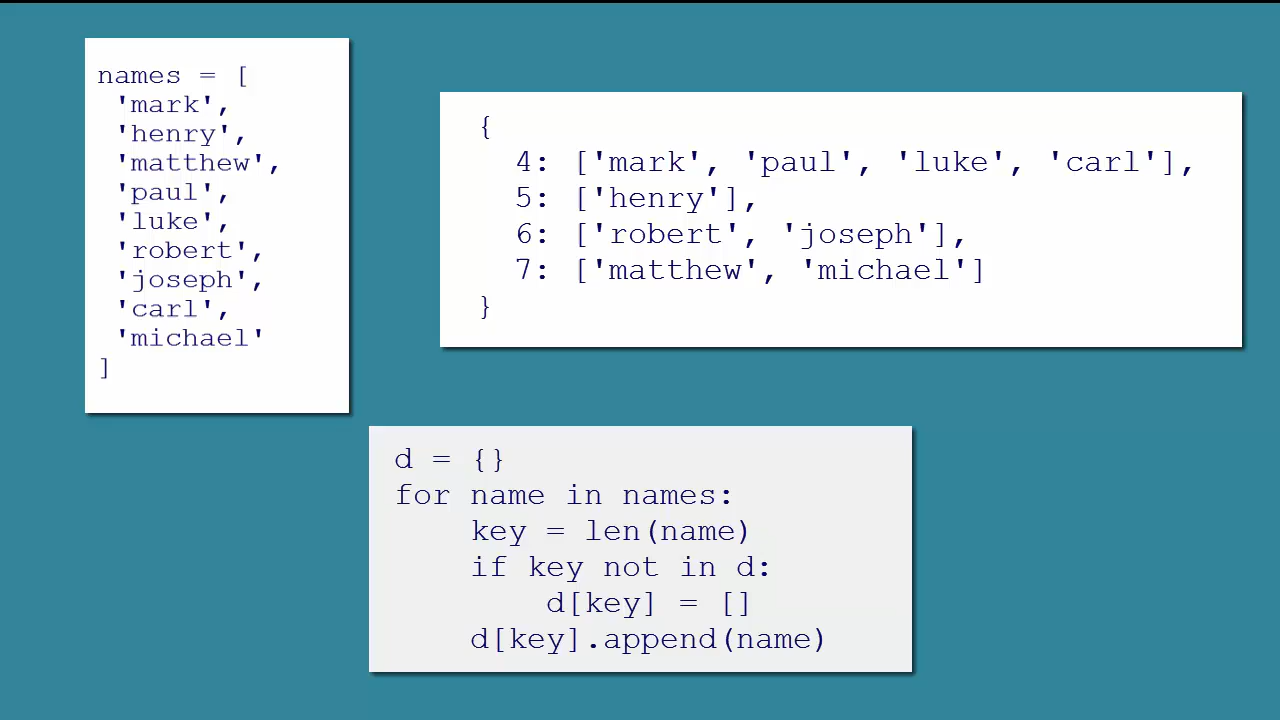 names = [
 'mark',
 'henry',
 'matthew',
 'paul',
 'luke',
 'robert',
 'joseph',
 'carl',
 'michael'
]
{
  4: ['mark', 'paul', 'luke', 'carl'],
  5: ['henry'],
  6: ['robert', 'joseph'],
  7: ['matthew', 'michael']
}
d = {}
for name in names:
    key = len(name)
    if key not in d:
        d[key] = []
    d[key].append(name)